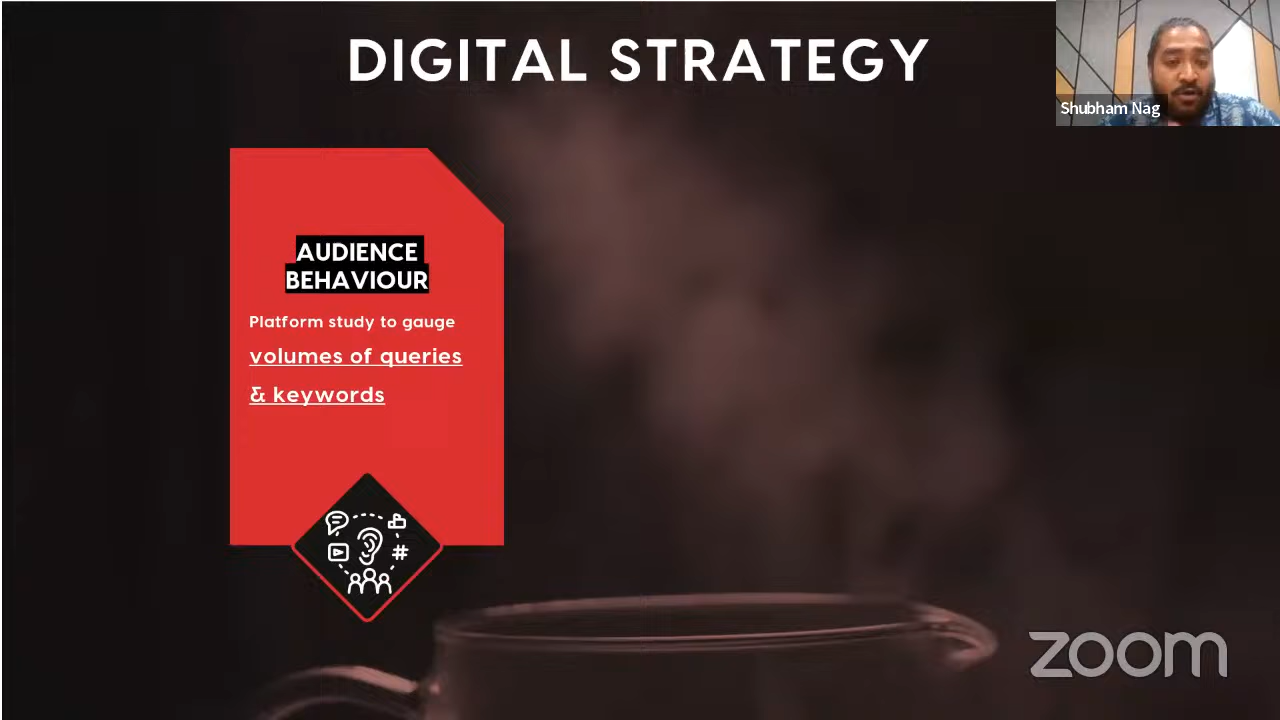 DIGITAL STRATEGY
Shubham Nag
AUDIENCE
BEHAVIOUR
Platform study to gauge
volumes of queries
& keywords
zoom